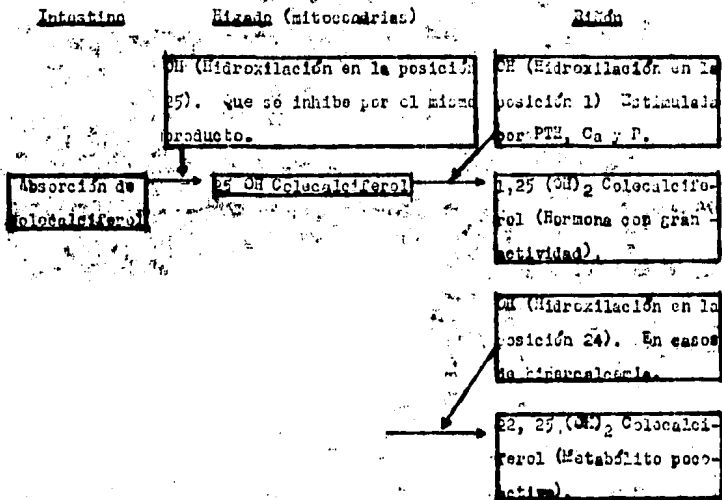 Intestino Hígado (mitocondrias) Riñón
OH (Hidroxilación en la posición
25). Que se inhibe por el mismo
producto.
OH (Hidroxilación en la
posición 1) Estimulada
por PTH, Ca y P.
Absorción de
Colecalciferol
25 OH Colecalciferol
1,25 (OH)2 Colecalcife-
rol (Hormona con gran -
actividad).
OH (Hidroxilación en la
posición 24). En casos
de hipercalcemia.
22, 25,(OH)2 Colecalci-
ferol (Metabólito poco-
activo)